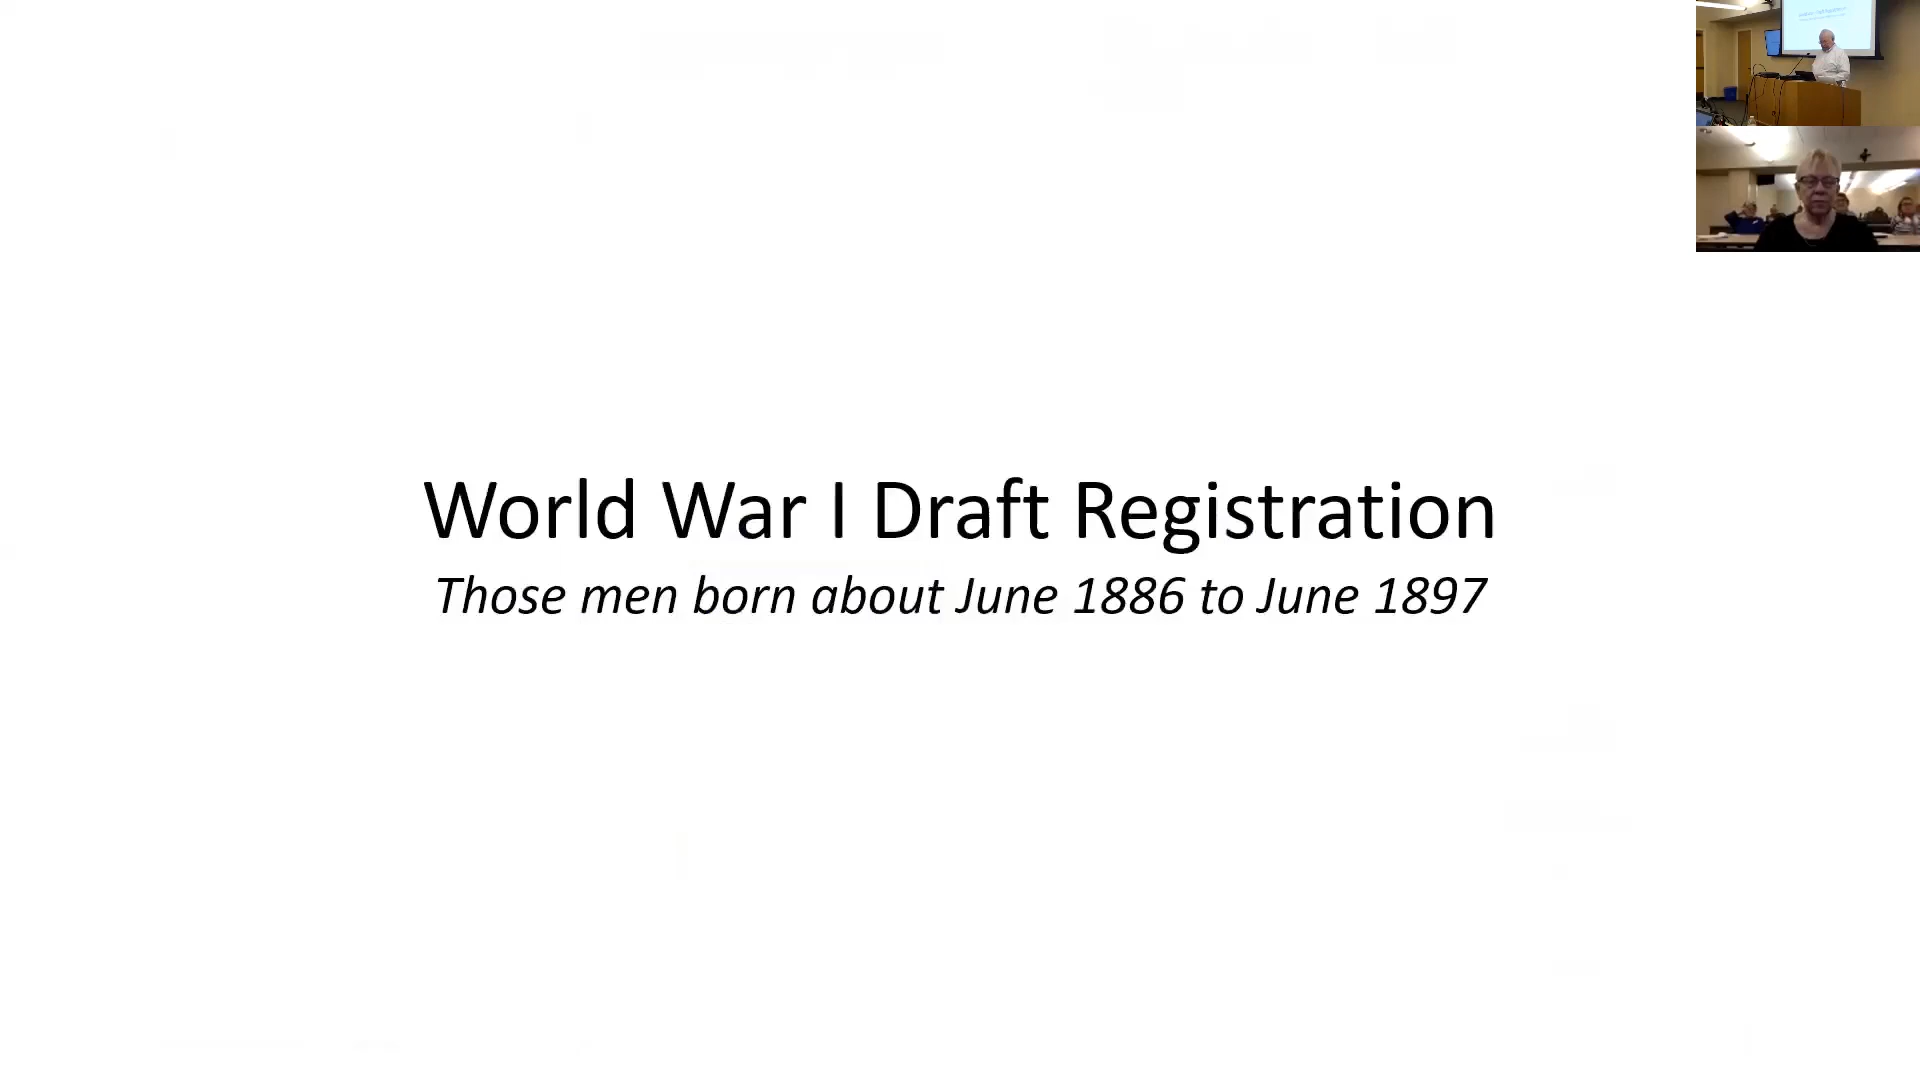 World War I Draft Registration
Those men born about June 1886 to June 1897